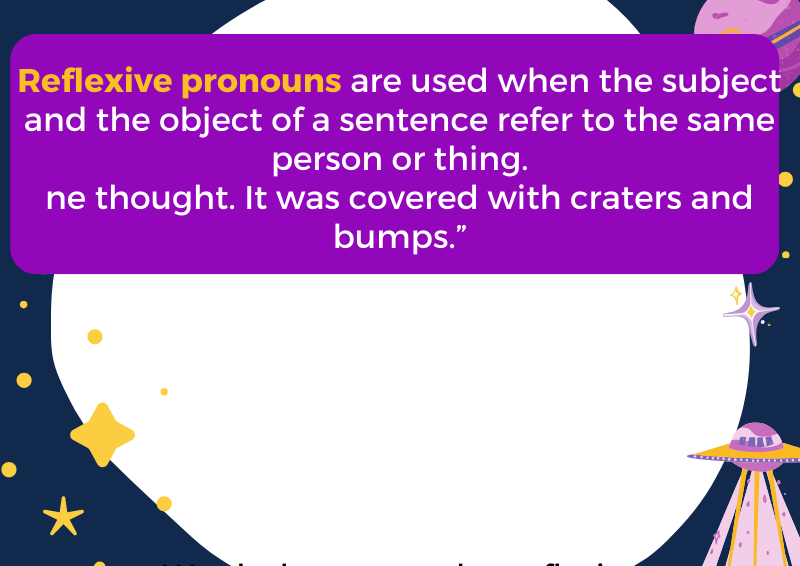 Reflexive pronouns are used when the subject
and the object of a sentence refer to the same
person or thing.
ne thought. It was covered with craters and
bumps.”